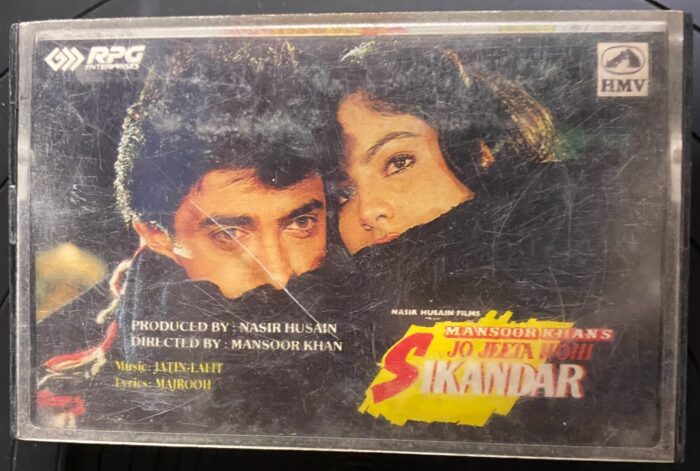 RPG
ENTERPRISES
HMV
PRODUCED BY : NASIR HUSAIN
DIRECTED BY : MANSOOR KHAN
Music: JATIN-LALIT
Lyrics: MAJROOH
NASIR HUSAIN FILMS
MANSOOR KHAN'S
JO JEETA WOHI
SIKANDAR